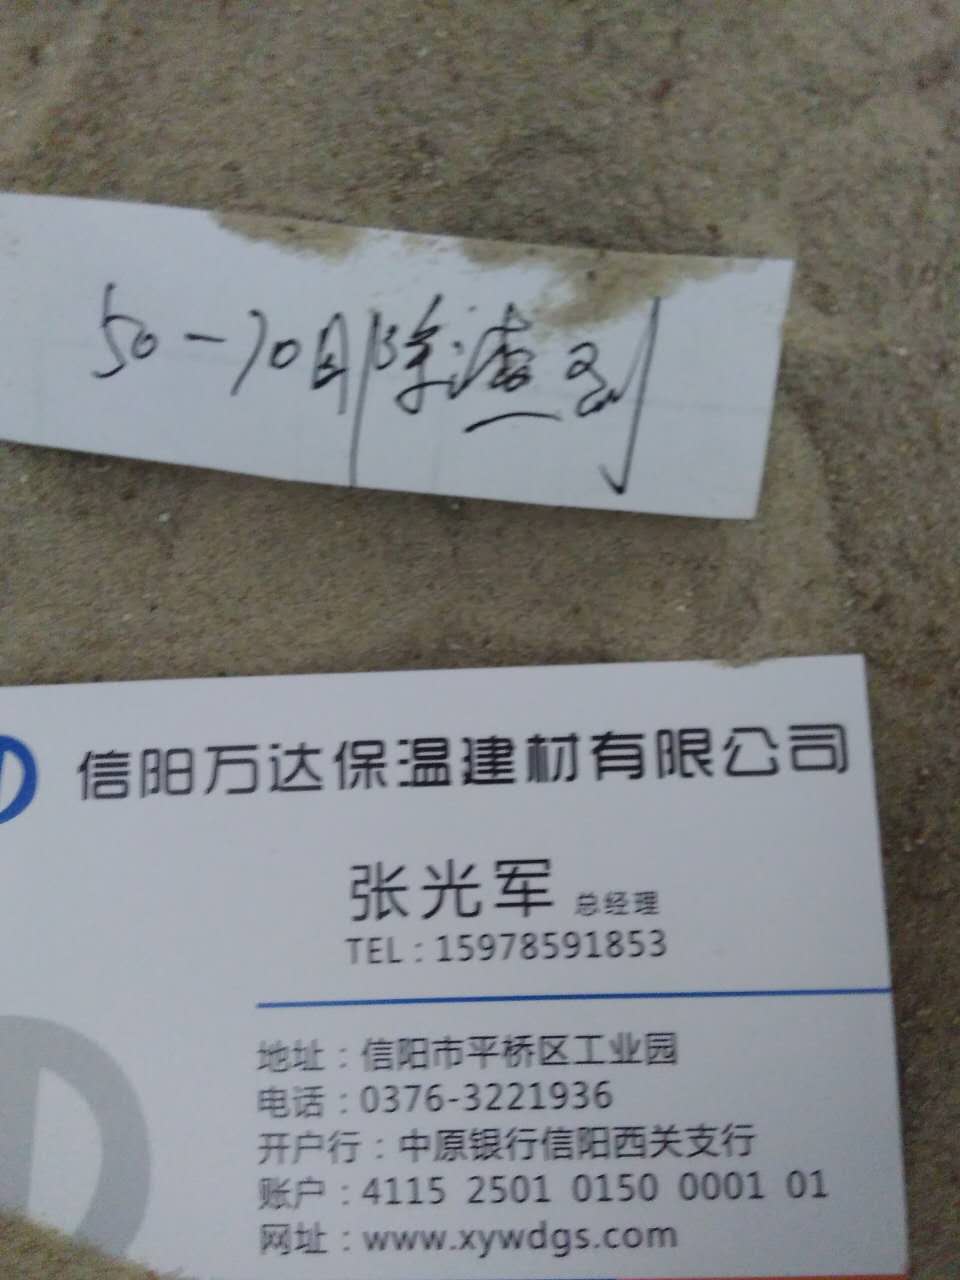 50-70目除渣剂
信阳万达保温建材有限公司
张光军 总经理
TEL：15978591853
地址：信阳市平桥区工业园
电话：0376-3221936
开户行：中原银行信阳西关支行
账户：4115 2501 0150 0001 01
网址：www.xywdgs.com